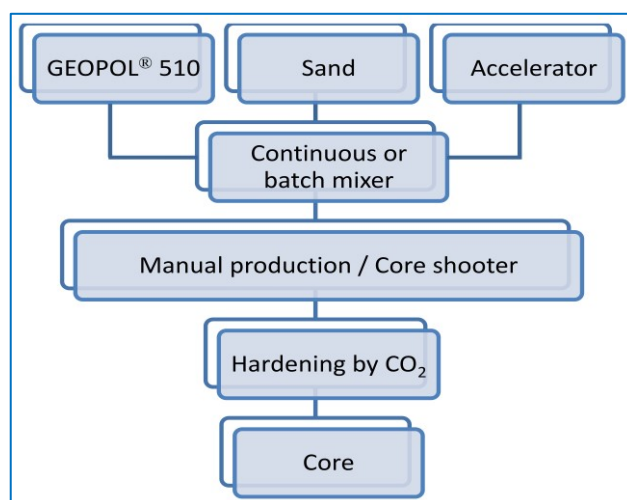 GEOPOL® 510
Sand
Accelerator
Continuous or
batch mixer
Manual production / Core shooter
Hardening by CO₂
Core